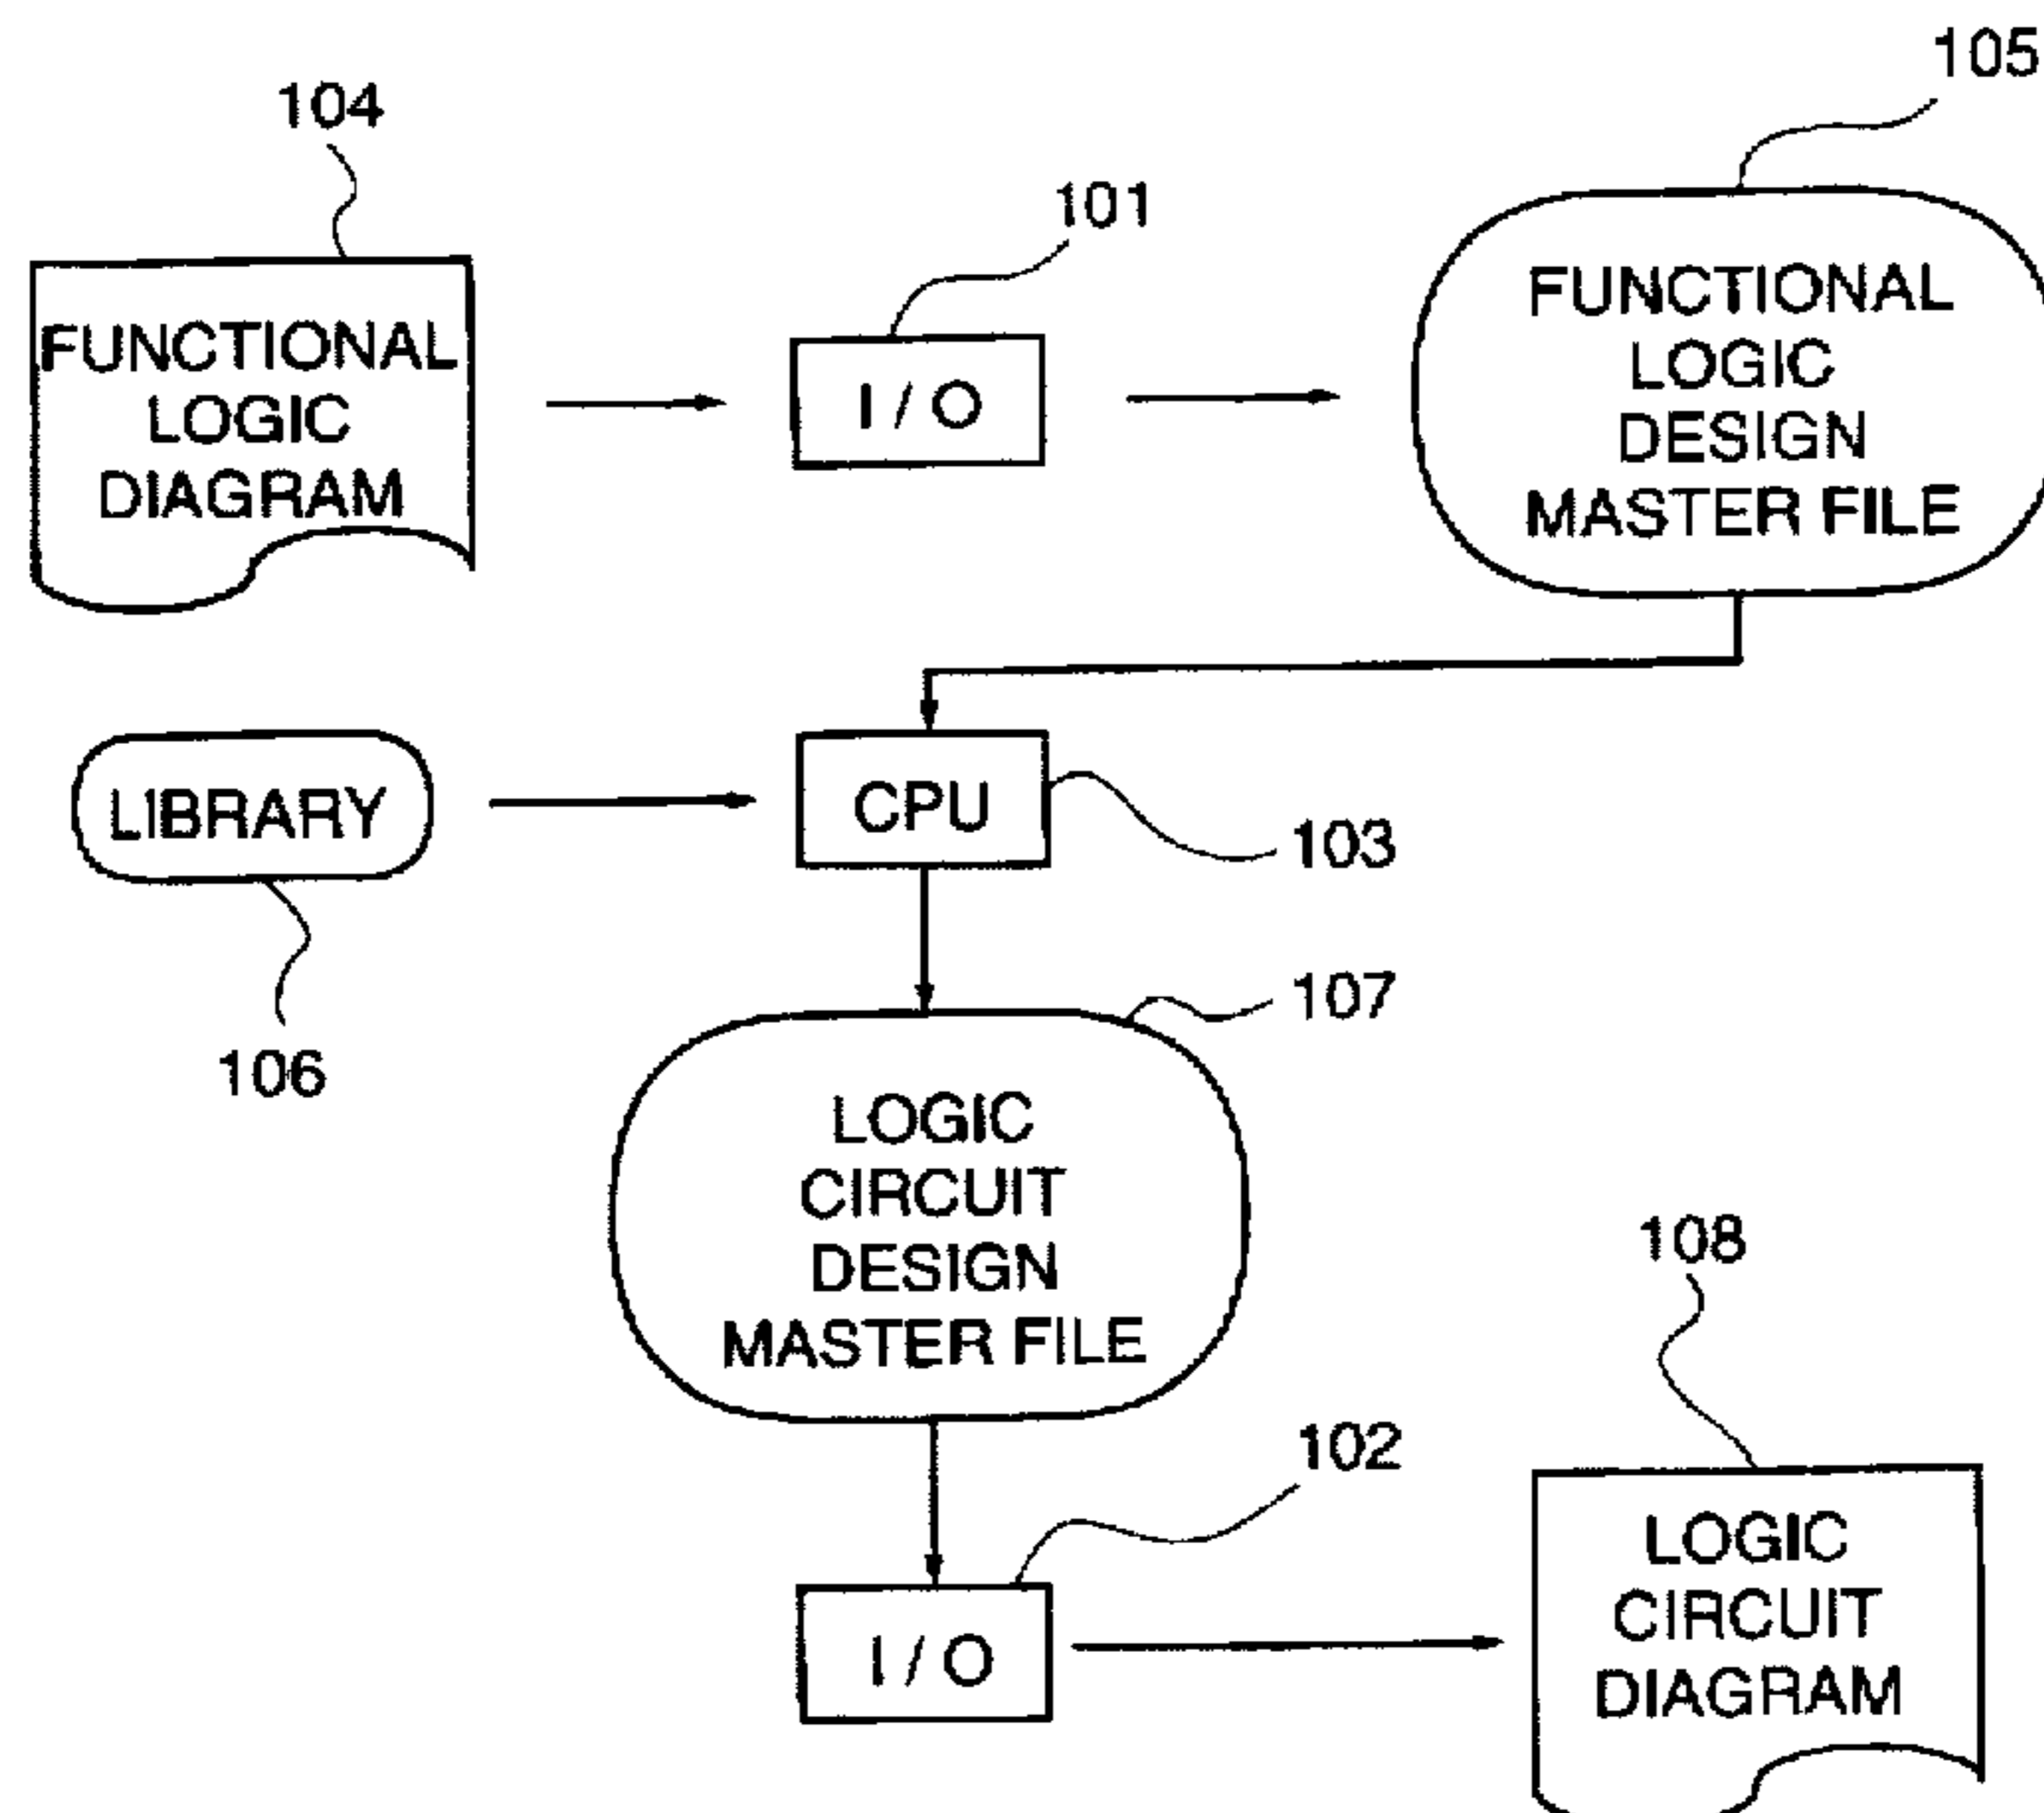 105
104
101
FUNCTIONAL
LOGIC
DIAGRAM
I / O
FUNCTIONAL
LOGIC
DESIGN
MASTER FILE
LIBRARY
CPU
103
106
107
LOGIC
CIRCUIT
DESIGN
MASTER FILE
108
102
I / O
LOGIC
CIRCUIT
DIAGRAM